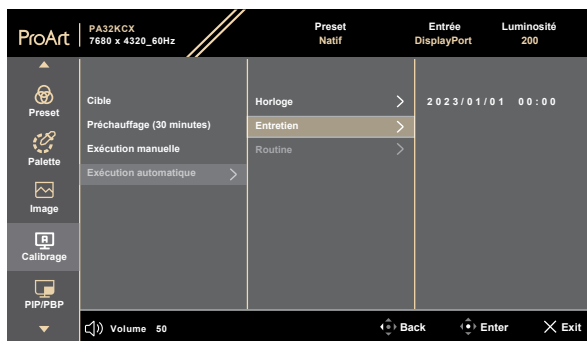 ProArt
PA32KCX
7680 x 4320_60Hz
Preset
Natif
Entrée
DisplayPort
Luminosité
200
Preset
Palette
Image
Calibrage
PIP/PBP
Cible
Préchauffage (30 minutes)
Exécution manuelle
Exécution automatique
Horloge
Entretien
Routine
2023/01/01 00:00
Volume 50
Back
Enter
Exit